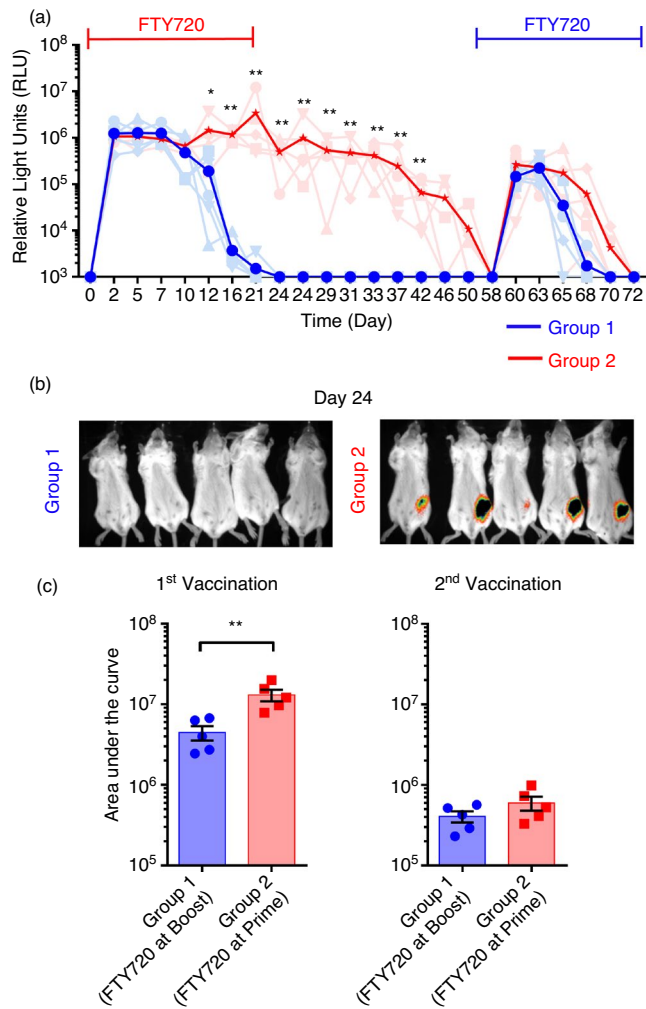 (a)
FTY720
FTY720
Relative Light Units (RLU)
10⁸
10⁷
10⁶
10⁵
10⁴
10³
* ** ** ** ** ** ** ** ** **
0 2 5 7 10 12 16 21 24 24 29 31 33 37 42 46 50 58 60 63 65 68 70 72
Time (Day)
Group 1
Group 2
(b)
Day 24
Group 1
Group 2
(c)
1st Vaccination
Area under the curve
10⁸
10⁷
10⁶
10⁵
**
Group 1
(FTY720 at Boost)
Group 2
(FTY720 at Prime)
2nd Vaccination
10⁸
10⁷
10⁶
10⁵
Group 1
(FTY720 at Boost)
Group 2
(FTY720 at Prime)